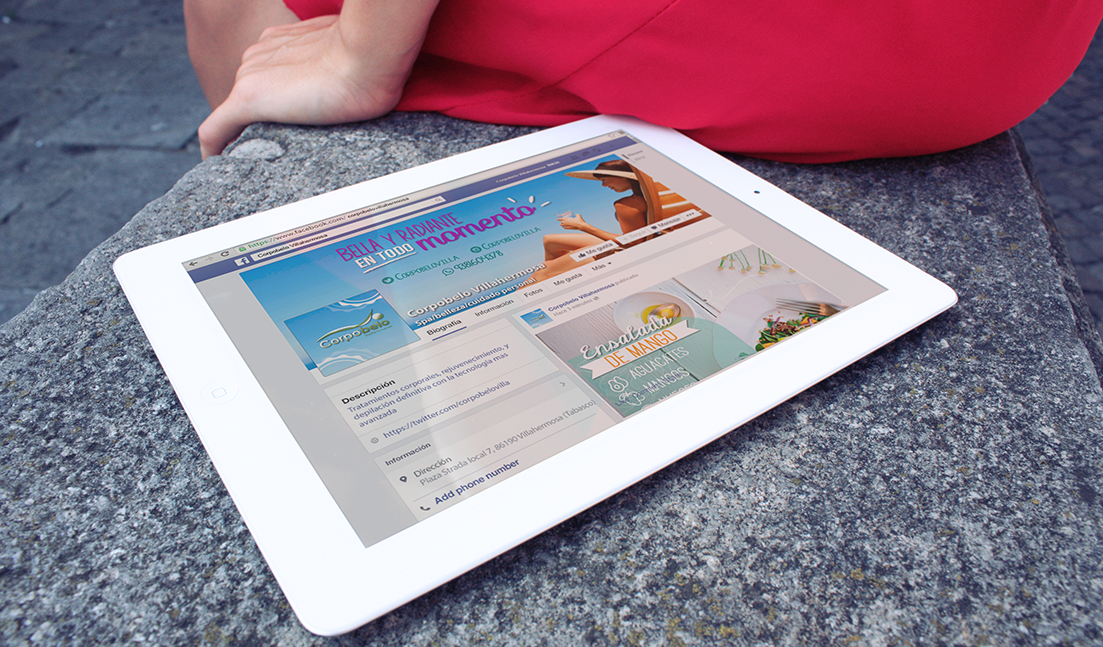 https://www.facebook.com/corpobelovillahermosa
Corpobelo Villahermosa
BELLA Y RADIANTE
EN TODO momento
CORPOBELOVILLA
CORPOBELOVILLA
9381604378
Corpobelo Villahermosa
Spa/belleza/cuidado personal
Me gusta
Mensaje
Corpobelo
Biografía
Información
Fotos
Me gusta
Más
Descripción
Tratamientos corporales, rejuvenecimiento, y
depilación definitiva con la tecnología mas
avanzada
https://twitter.com/corpobelovilla
Información
Dirección
Plaza Strada local 7, 86190 Villahermosa (Tabasco)
Add phone number
Corpobelo Villahermosa
Ensalada
DE MANGO
AGUACATES
MANGOS